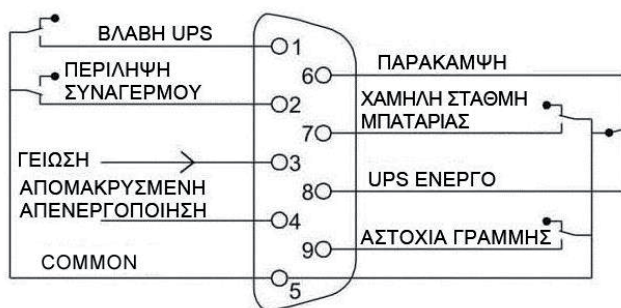 ΒΛΑΒΗ UPS
1
ΠΕΡΙΛΗΨΗ
ΣΥΝΑΓΕΡΜΟΥ
2
ΓΕΙΩΣΗ
3
ΑΠΟΜΑΚΡΥΣΜΕΝΗ
ΑΠΕΝΕΡΓΟΠΟΙΗΣΗ
4
COMMON
5
6
ΠΑΡΑΚΑΜΨΗ
7
ΧΑΜΗΛΗ ΣΤΑΘΜΗ
ΜΠΑΤΑΡΙΑΣ
8
UPS ΕΝΕΡΓΟ
9
ΑΣΤΟΧΙΑ ΓΡΑΜΜΗΣ